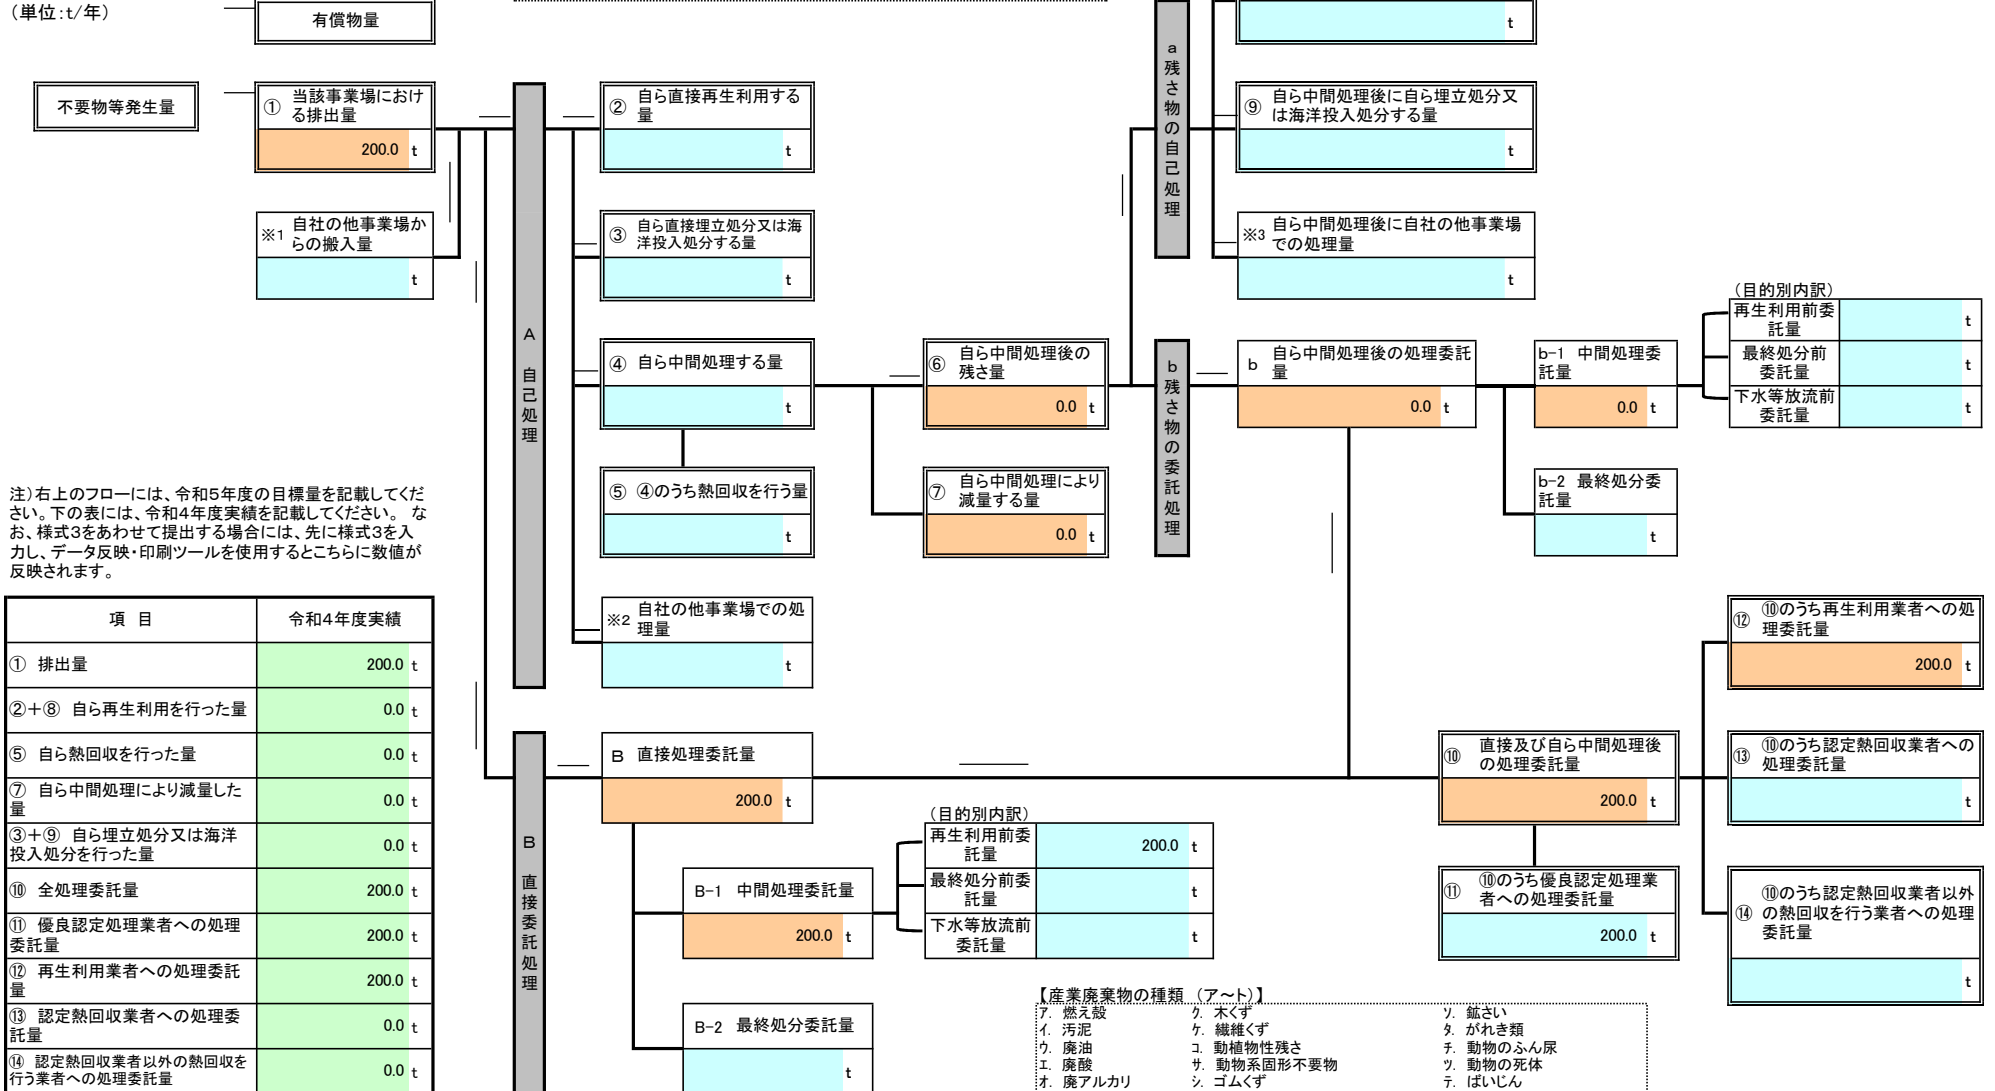 （単位:t/年）
有償物量
t
不要物等発生量
①
当該事業場におけ
る排出量
200.0 t
※1
自社の他事業場か
らの搬入量
t
A
自己処理
②
自ら直接再生利用する
量
t
③
自ら直接埋立処分又は海
洋投入処分する量
t
④ 自ら中間処理する量
t
⑤ ④のうち熱回収を行う量
t
※2
自社の他事業場での処
理量
t
⑥
自ら中間処理後の
残さ量
0.0 t
⑦
自ら中間処理により
減量する量
0.0 t
a
残さ物の自己処理
⑨
自ら中間処理後に自ら埋立処分又
は海洋投入処分する量
t
※3
自ら中間処理後に自社の他事業場
での処理量
t
b
残さ物の委託処理
b
自ら中間処理後の処理委託
量
0.0 t
b-1 中間処理委
託量
0.0 t
b-2 最終処分委
託量
t
（目的別内訳）
再生利用前委
託量
t
最終処分前
委託量
t
下水等放流前
委託量
t
注）右上のフローには、令和5年度の目標量を記載してくだ
さい。下の表には、令和4年度実績を記載してください。 な
お、様式3をあわせて提出する場合には、先に様式3を入
力し、データ反映・印刷ツールを使用するとこちらに数値が
反映されます。
項 目 令和4年度実績
① 排出量 200.0 t
②＋⑧ 自ら再生利用を行った量 0.0 t
⑤ 自ら熱回収を行った量 0.0 t
⑦ 自ら中間処理により減量した
量 0.0 t
③＋⑨ 自ら埋立処分又は海洋
投入処分を行った量 0.0 t
⑩ 全処理委託量 200.0 t
⑪ 優良認定処理業者への処理
委託量 200.0 t
⑫ 再生利用業者への処理委託
量 200.0 t
⑬ 認定熱回収業者への処理委
託量 0.0 t
⑭ 認定熱回収業者以外の熱回収を
行う業者への処理委託量 0.0 t
B
直接委託処理
B 直接処理委託量
200.0 t
B-1 中間処理委託量
200.0 t
B-2 最終処分委託量
t
（目的別内訳）
再生利用前委
託量
200.0 t
最終処分前委
託量
t
下水等放流前
委託量
t
⑩
直接及び自ら中間処理後
の処理委託量
200.0 t
⑪
⑩のうち優良認定処理業
者への処理委託量
200.0 t
⑫
⑩のうち再生利用業者への処
理委託量
200.0 t
⑬
⑩のうち認定熱回収業者への
処理委託量
t
⑭
⑩のうち認定熱回収業者以外
の熱回収を行う業者への処理
委託量
t
【産業廃棄物の種類 （ア～ト）】
ア. 燃え殻 ク. 木くず ソ. 鉱さい
イ. 汚泥 ケ. 繊維くず タ. がれき類
ウ. 廃油 コ. 動植物性残さ チ. 動物のふん尿
エ. 廃酸 サ. 動物系固形不要物 ツ. 動物の死体
オ. 廃アルカリ シ. ゴムくず テ. ばいじん